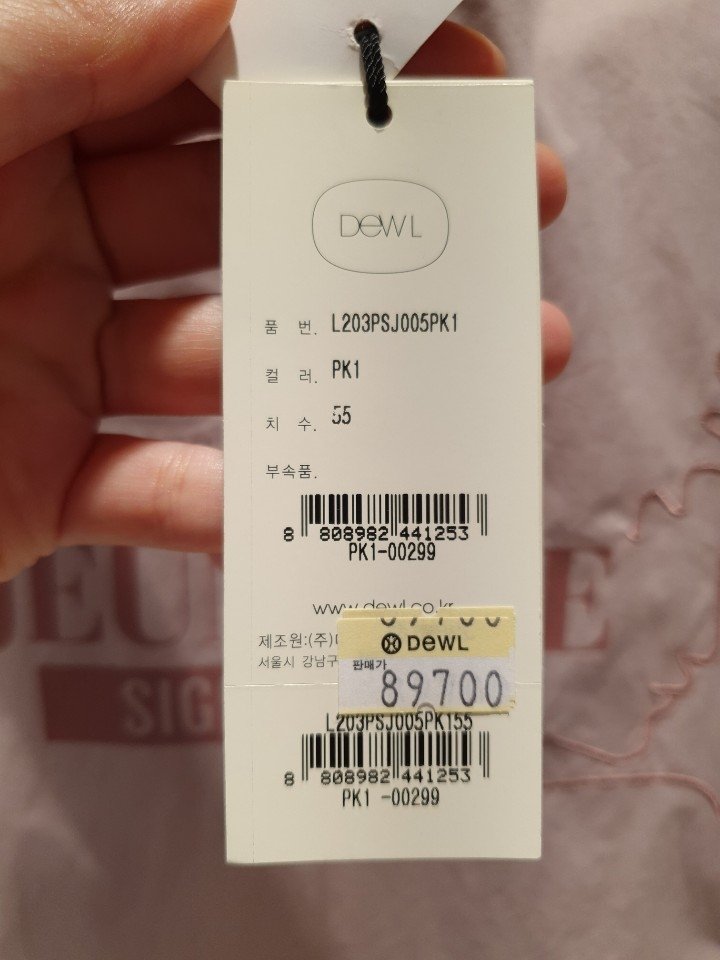 DeWL
품 번. L203PSJ005PK1
컬 러. PK1
치 수. 55
부속품.
8 808982 441253
PK1-00299
www.dewl.co.kr
제조원:(주)
서울시 강남구
DeWL
판매가
89700
L203PSJ005PK155
8 808982 441253
PK1 -00299
SIG